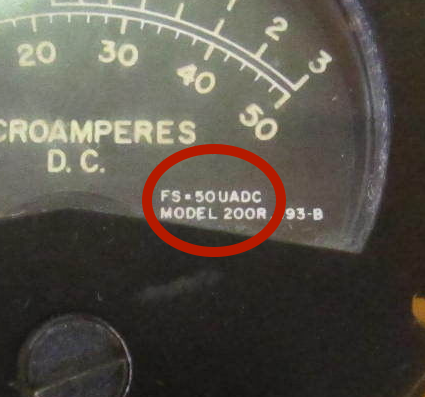 2
3
20 30 40 50
CROAMPERES
D. C.
FS=50UADC
MODEL 200R 93-B